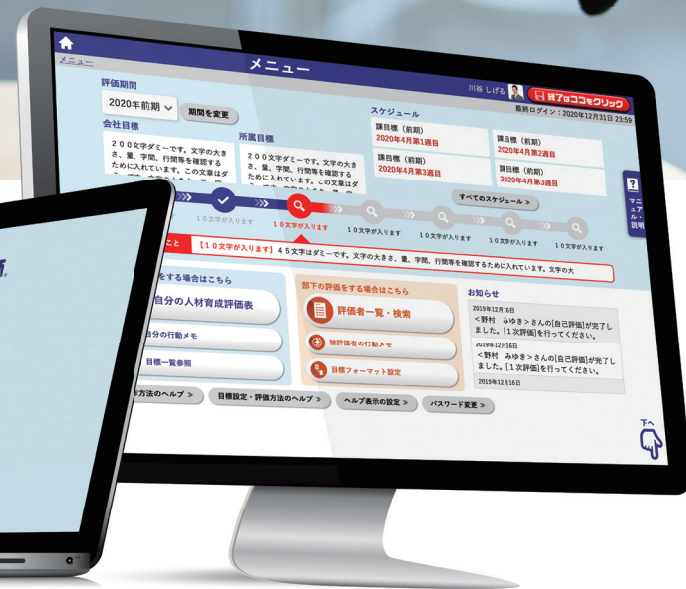 メニュー
メニュー
川谷 しげる
終了はココをクリック
最終ログイン：2020年12月31日 23:59
評価期間
2020年前期
期間を変更
会社目標
２００文字ダミーです。文字の大き
さ、量、字間、行間等を確認する
ために入れています。この文章はダ
所属目標
２００文字ダミーです。文字の大き
さ、量、字間、行間等を確認する
ために入れています。この文章はダ
スケジュール
課目標（前期）
2020年4月第1週目
課目標（前期）
2020年4月第2週目
課目標（前期）
2020年4月第3週目
課目標（前期）
2020年4月第3週目
すべてのスケジュール
?
マニュアル・説明
１０文字が入ります
１０文字が入ります
１０文字が入ります
１０文字が入ります
１０文字が入ります
１０文字が入ります
こと
【１０文字が入ります】４５文字はダミーです。文字の大きさ、量、字間、行間等を確認するために入れています。文字の大
をする場合はこちら
自分の人材育成評価表
自分の行動メモ
目標一覧参照
部下の評価をする場合はこちら
評価者一覧・検索
被評価者の行動メモ
目標フォーマット設定
お知らせ
2019年12月16日
＜野村 みゆき＞さんの[自己評価]が完了し
ました。[１次評価]を行ってください。
2019年12月16日
＜野村 みゆき＞さんの[自己評価]が完了し
ました。[１次評価]を行ってください。
2019年12月16日
方法のヘルプ
目標設定・評価方法のヘルプ
ヘルプ表示の設定
パスワード変更
下へ